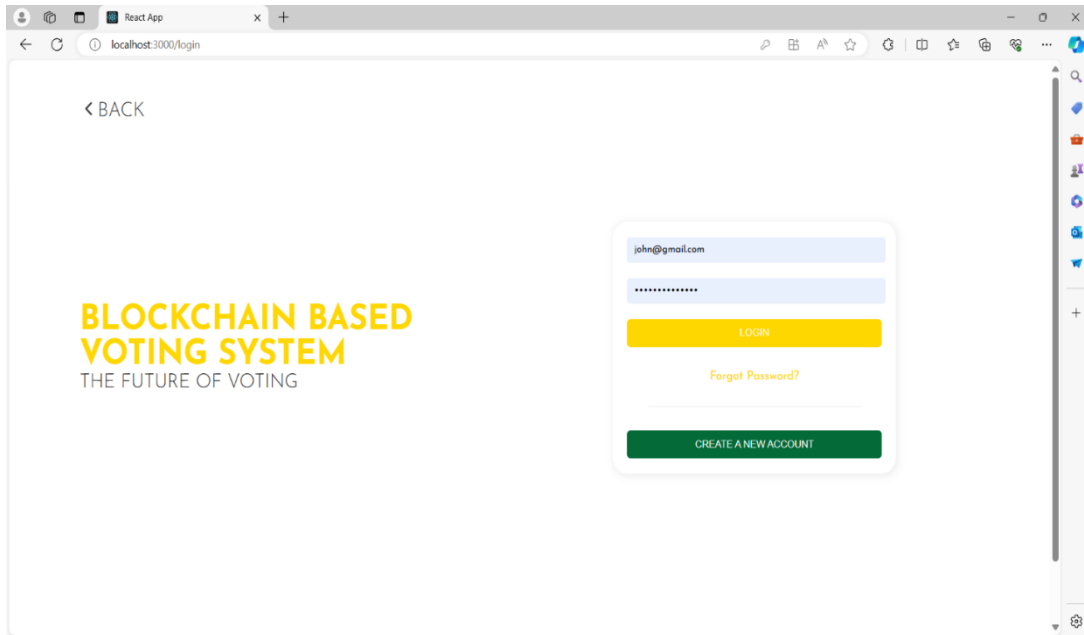 React App
localhost:3000/login
BACK
john@gmail.com
••••••••••••••
LOGIN
Forgot Password?
CREATE A NEW ACCOUNT
BLOCKCHAIN BASED
VOTING SYSTEM
THE FUTURE OF VOTING